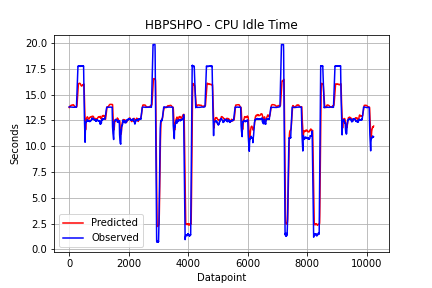 HBPSHPO - CPU Idle Time
20.0
17.5
15.0
12.5
10.0
7.5
5.0
2.5
0.0
Seconds
Predicted
Observed
0 2000 4000 6000 8000 10000
Datapoint